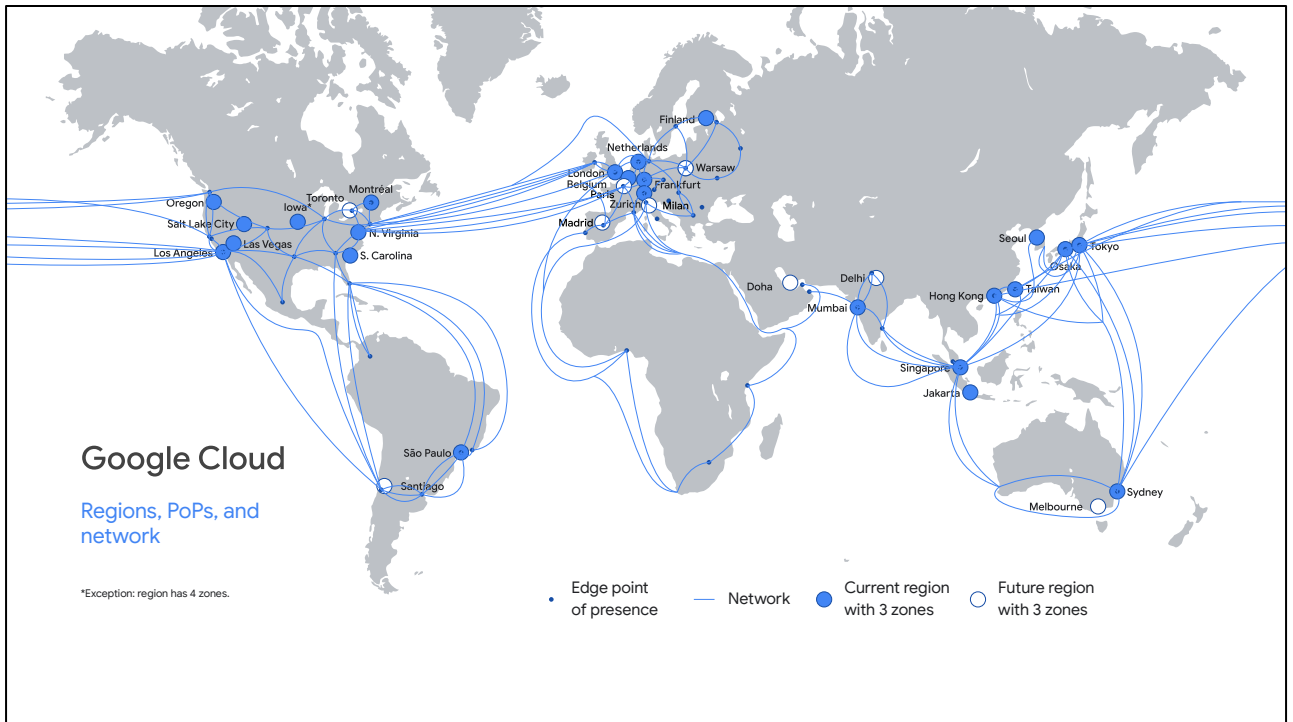 Finland
Netherlands
London
Warsaw
Belgium
Frankfurt
Paris
Zurich
Milan
Madrid
Montréal
Toronto
Oregon
Iowa*
Salt Lake City
N. Virginia
Las Vegas
Los Angeles
S. Carolina
Seoul
Tokyo
Osaka
Doha
Delhi
Taiwan
Hong Kong
Mumbai
Singapore
Jakarta
São Paulo
Santiago
Sydney
Melbourne
Google Cloud
Regions, PoPs, and
network
*Exception: region has 4 zones.
Edge point
of presence
Network
Current region
with 3 zones
Future region
with 3 zones